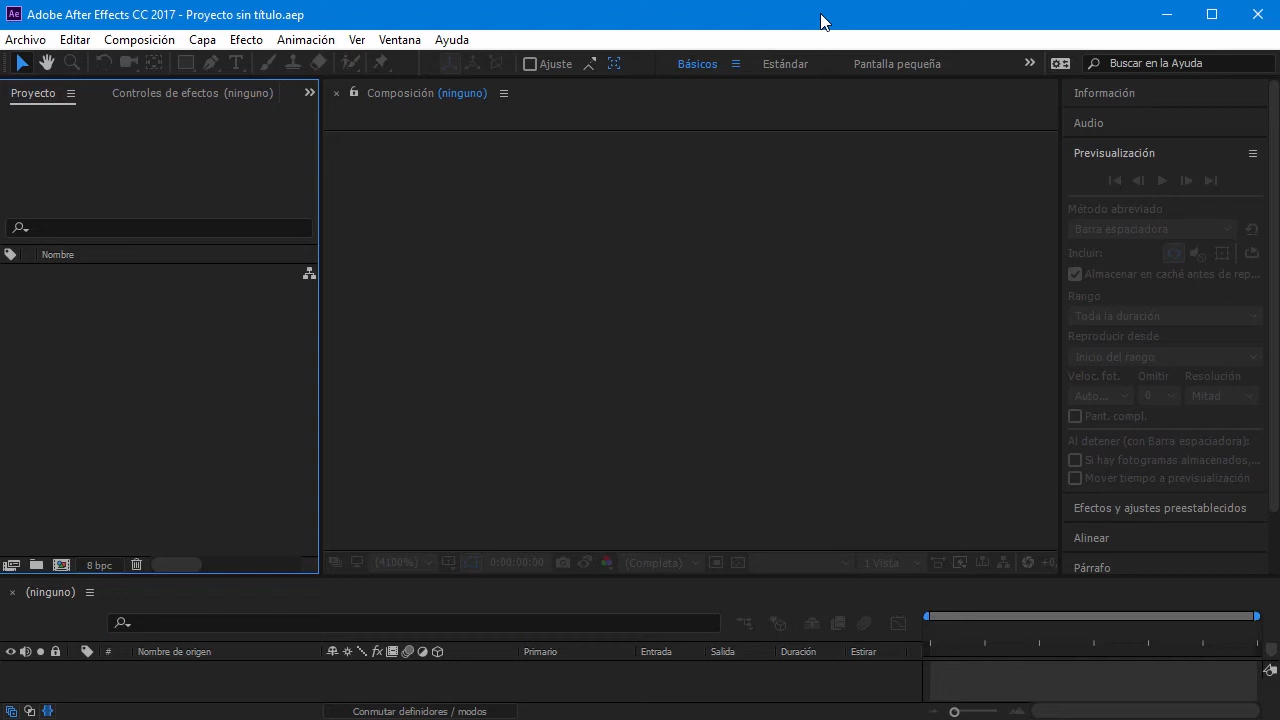 Ae Adobe After Effects CC 2017 - Proyecto sin título.aep
Archivo Editar Composición Capa Efecto Animación Ver Ventana Ayuda
T Ajuste Básicos Estándar Pantalla pequeña Buscar en la Ayuda
Proyecto Controles de efectos (ninguno)
Composición (ninguno)
Nombre
8 bpc
(4100%) 0:00:00:00 (Completa) 1 Vista +0,
Información
Audio
Previsualización
Método abreviado
Barra espaciadora
Incluir:
Almacenar en caché antes de rep...
Rango
Toda la duración
Reproducir desde
Inicio del rango
Veloc. fot. Omitir Resolución
Auto... 0 Mitad
Pant. compl.
Al detener (con Barra espaciadora):
Si hay fotogramas almacenados,...
Mover tiempo a previsualización
Efectos y ajustes preestablecidos
Alinear
Párrafo
(ninguno)
# Nombre de origen fx Primario Entrada Salida Duración Estirar
Conmutar definidores / modos